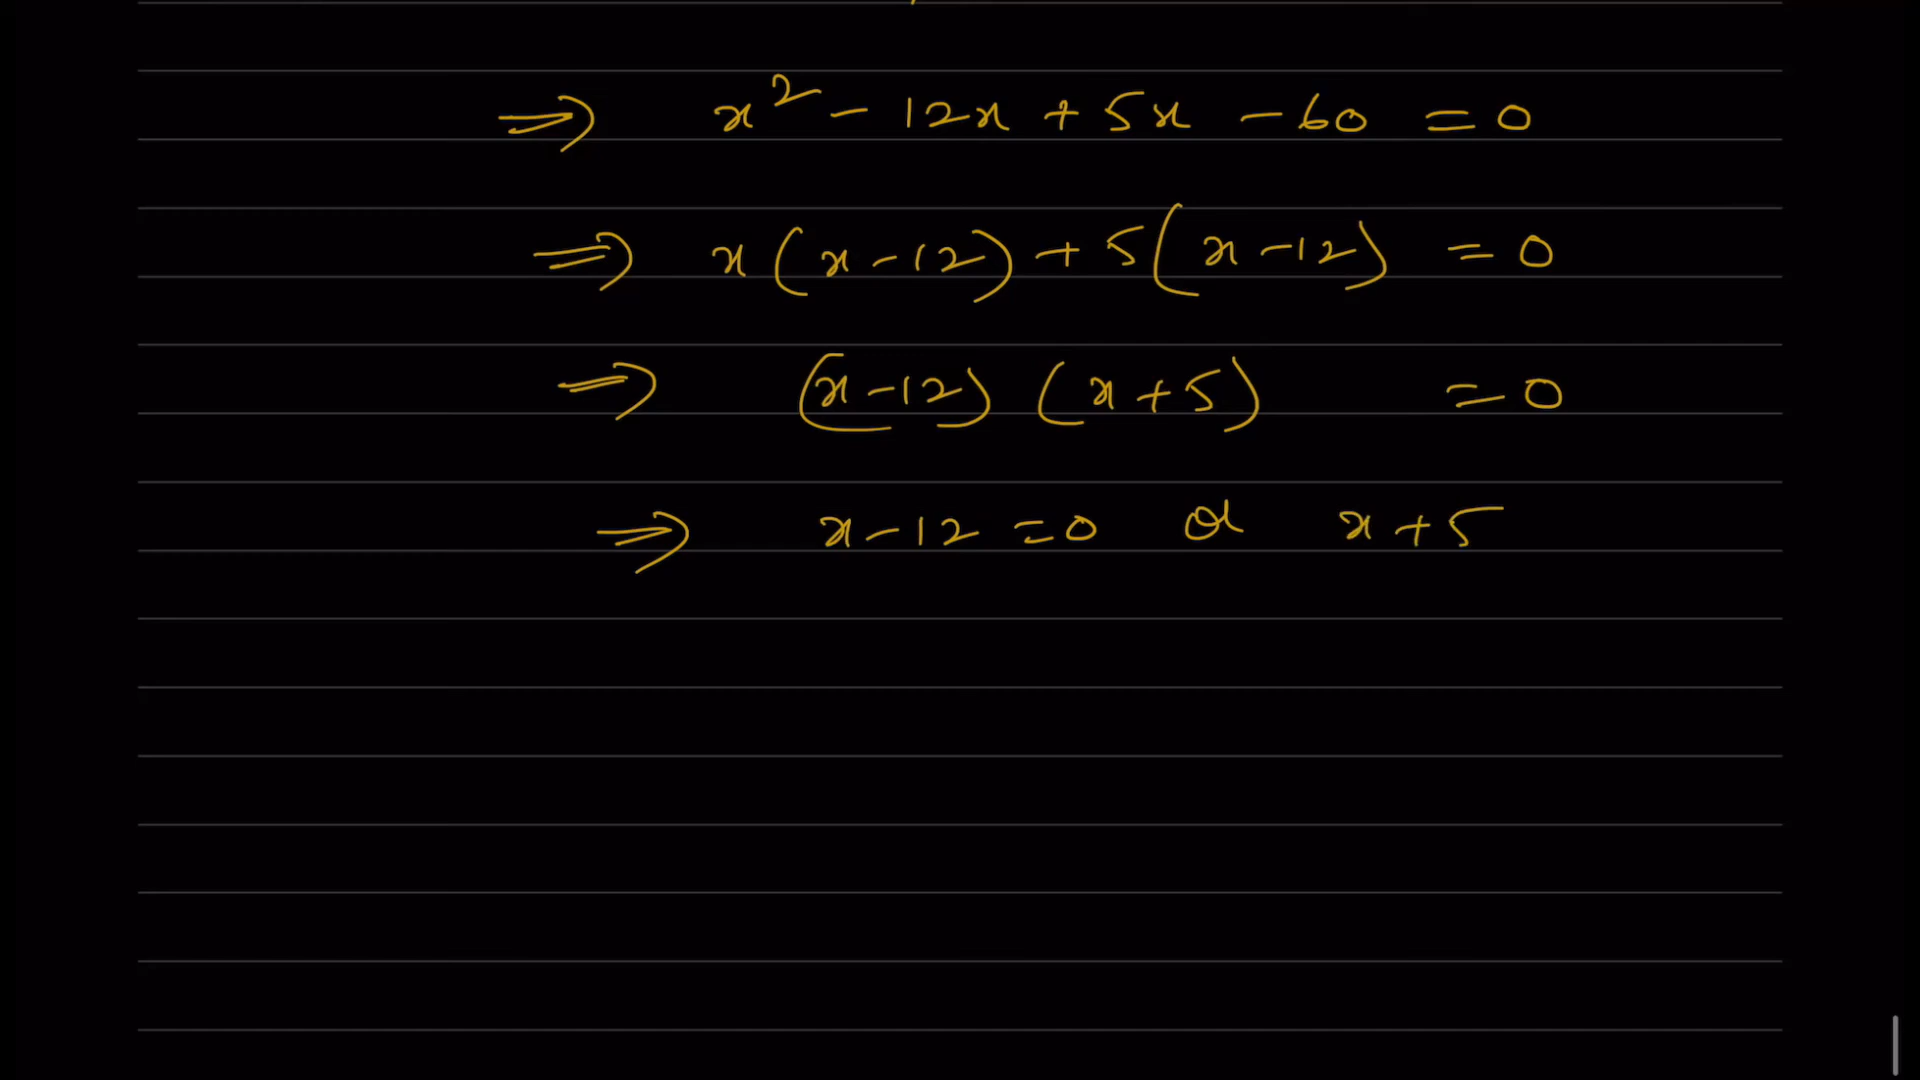 ⇒ x² - 12x + 5x - 60 = 0
⇒ x(x-12) + 5(x-12) = 0
⇒ (x-12) (x+5) = 0
⇒ x-12 = 0 or x+5